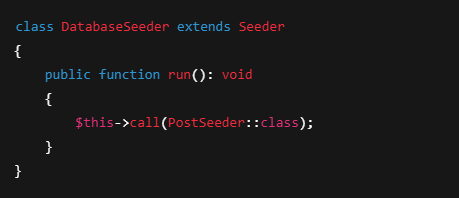 class DatabaseSeeder extends Seeder
{
    public function run(): void
    {
        $this->call(PostSeeder::class);
    }
}